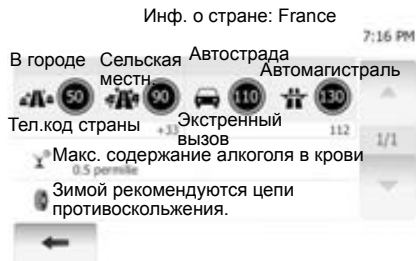 Инф. о стране: France
7:16 PM
В городе Сельская местн. Автострада Автомагистраль
50 90 110 130
Тел.код страны Экстренный вызов
+33 112
1/1
Макс. содержание алкоголя в крови
0.5 permille
Зимой рекомендуются цепи
противоскольжения.